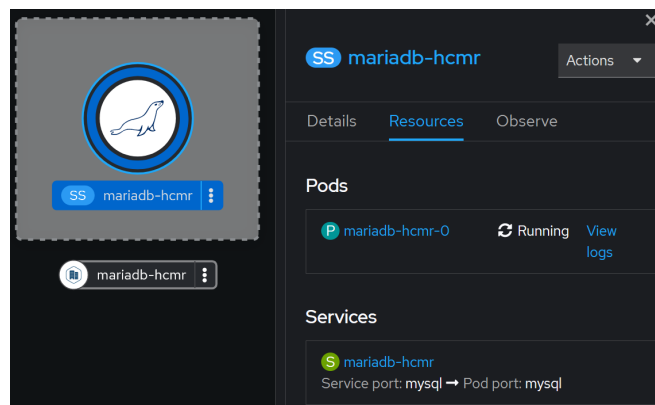 SS mariadb-hcmr
mariadb-hcmr
SS mariadb-hcmr
Actions
Details Resources Observe
Pods
P mariadb-hcmr-0 Running View
logs
Services
S mariadb-hcmr
Service port: mysql ➞ Pod port: mysql